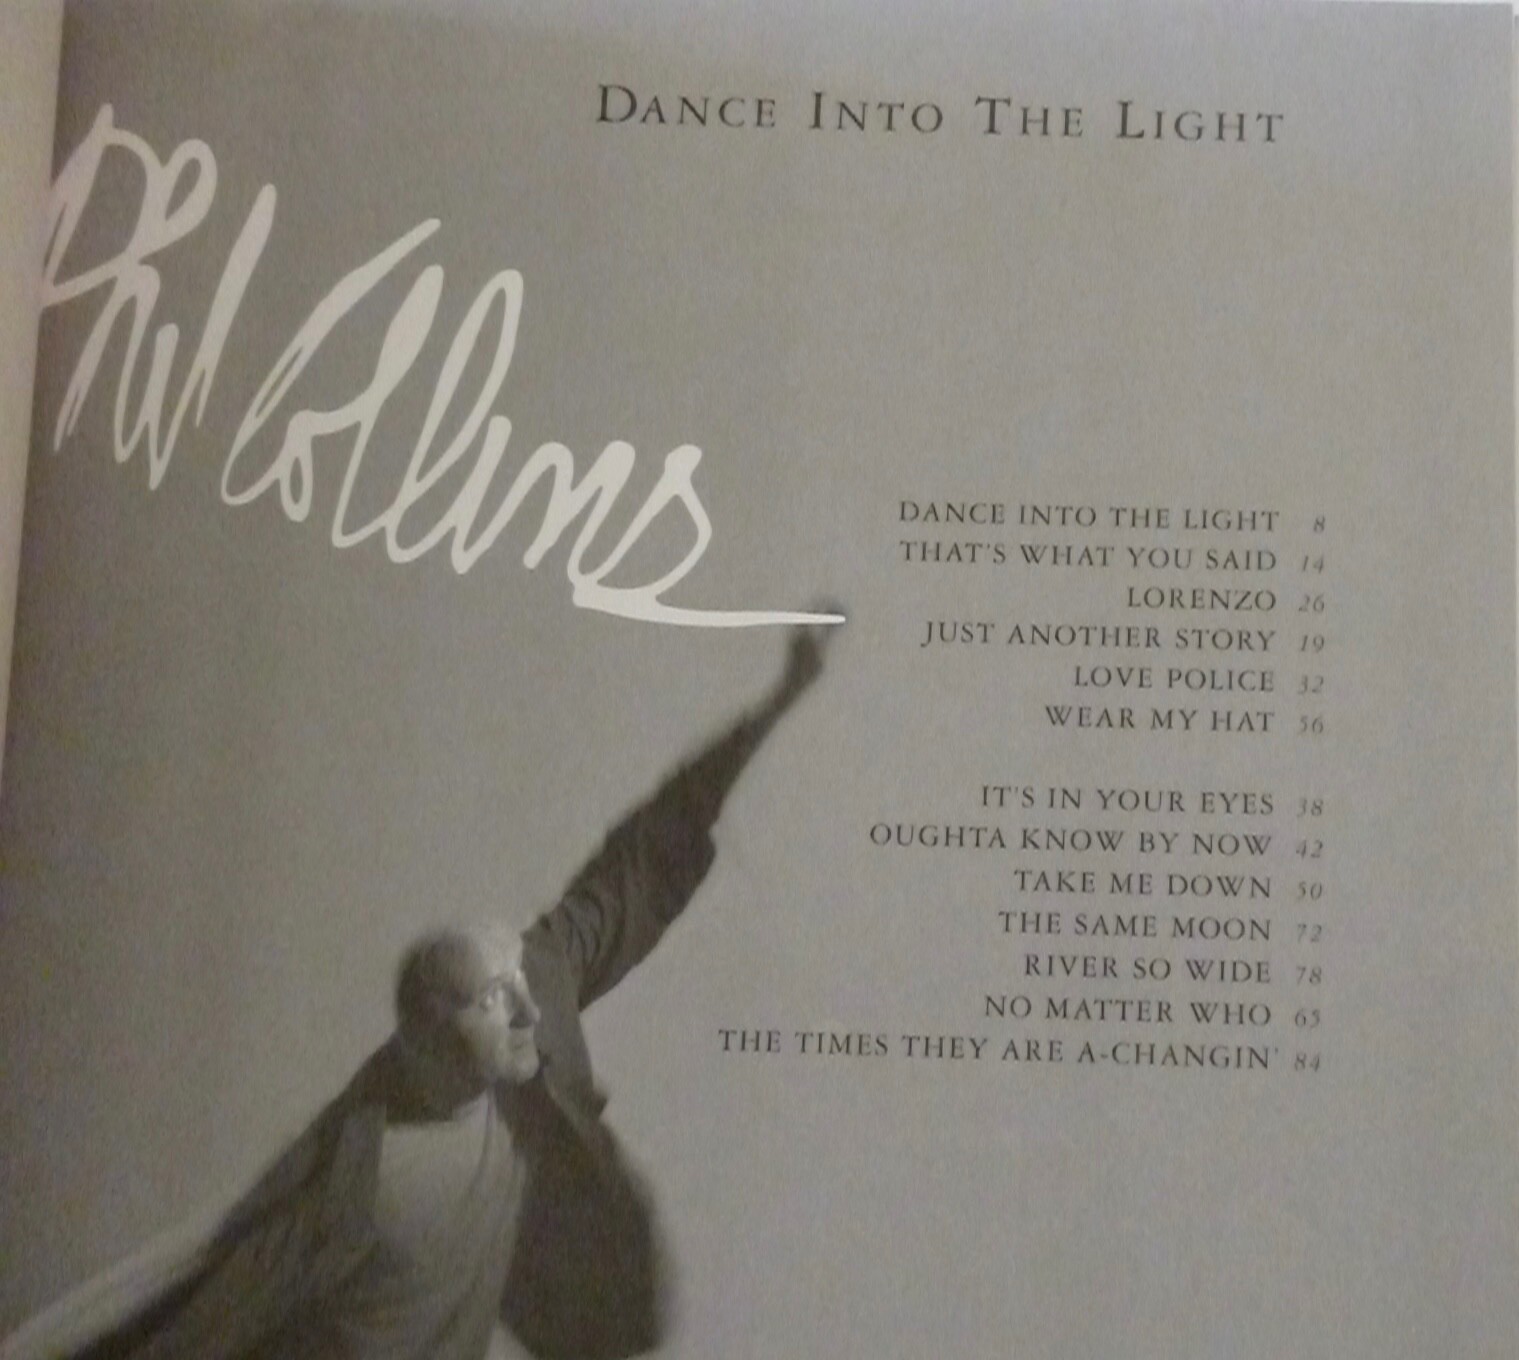 DANCE INTO THE LIGHT
Phil Collins
DANCE INTO THE LIGHT 8
THAT'S WHAT YOU SAID 14
LORENZO 26
JUST ANOTHER STORY 19
LOVE POLICE 32
WEAR MY HAT 56
IT'S IN YOUR EYES 38
OUGHTA KNOW BY NOW 42
TAKE ME DOWN 50
THE SAME MOON 72
RIVER SO WIDE 78
NO MATTER WHO 65
THE TIMES THEY ARE A-CHANGIN' 84